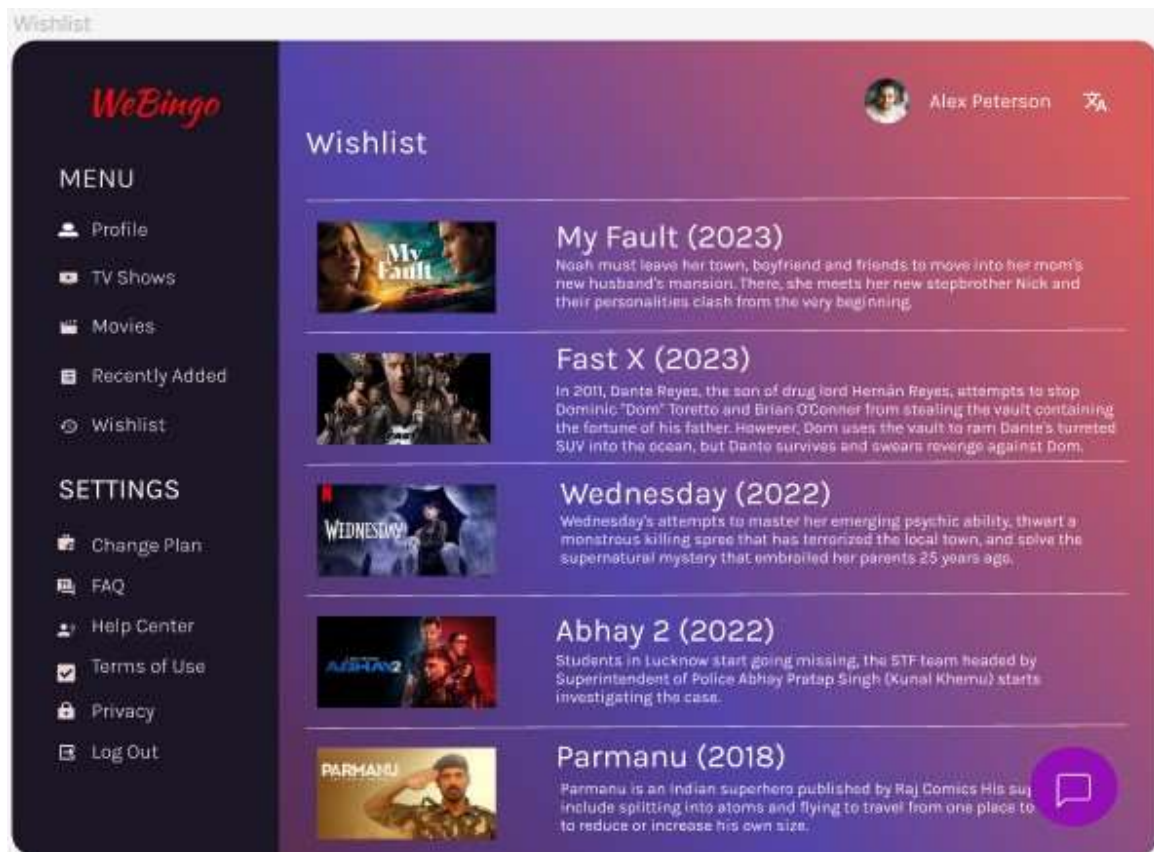 Wishlist
WeBingo
MENU
Profile
TV Shows
Movies
Recently Added
Wishlist
SETTINGS
Change Plan
FAQ
Help Center
Terms of Use
Privacy
Log Out
Alex Peterson
Wishlist
My
Fault
My Fault (2023)
Noah must leave her town, boyfriend and friends to move into her mom's
new husband's mansion. There, she meets her new stepbrother Nick and
their personalities clash from the very beginning.
Fast X (2023)
In 2011, Dante Reyes, the son of drug lord Hernán Reyes, attempts to stop
Dominic "Dom" Toretto and Brian O'Conner from stealing the vault containing
the fortune of his father. However, Dom uses the vault to ram Dante's turreted
SUV into the ocean, but Dante survives and swears revenge against Dom.
N
WEDNESDAY
Wednesday (2022)
Wednesday's attempts to master her emerging psychic ability, thwart a
monstrous killing spree that has terrorized the local town, and solve the
supernatural mystery that embroiled her parents 25 years ago.
ABHAY2
Abhay 2 (2022)
Students in Lucknow start going missing, the STF team headed by
Superintendent of Police Abhay Pratap Singh (Kunal Khemu) starts
investigating the case.
PARMANU
Parmanu (2018)
Parmanu is an Indian superhero published by Raj Comics His
include splitting into atoms and flying to travel from one place to
to reduce or increase his own size.